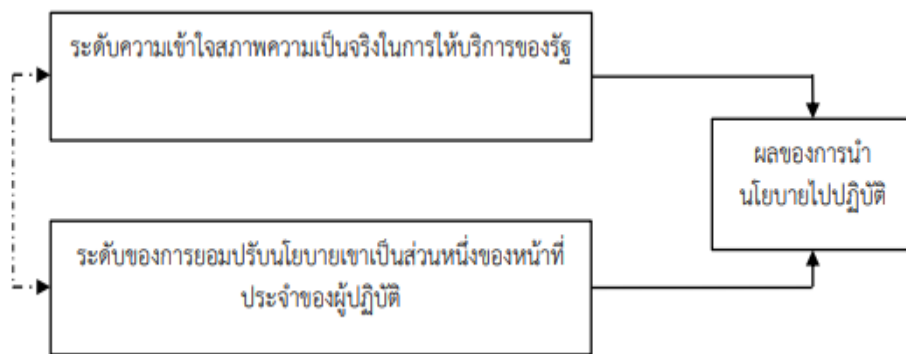 ระดับความเข้าใจสภาพความเป็นจริงในการให้บริการของรัฐ
ผลของการนำ
นโยบายไปปฏิบัติ
ระดับของการยอมปรับนโยบายเขาเป็นส่วนหนึ่งของหน้าที่
ประจำของผู้ปฏิบัติ